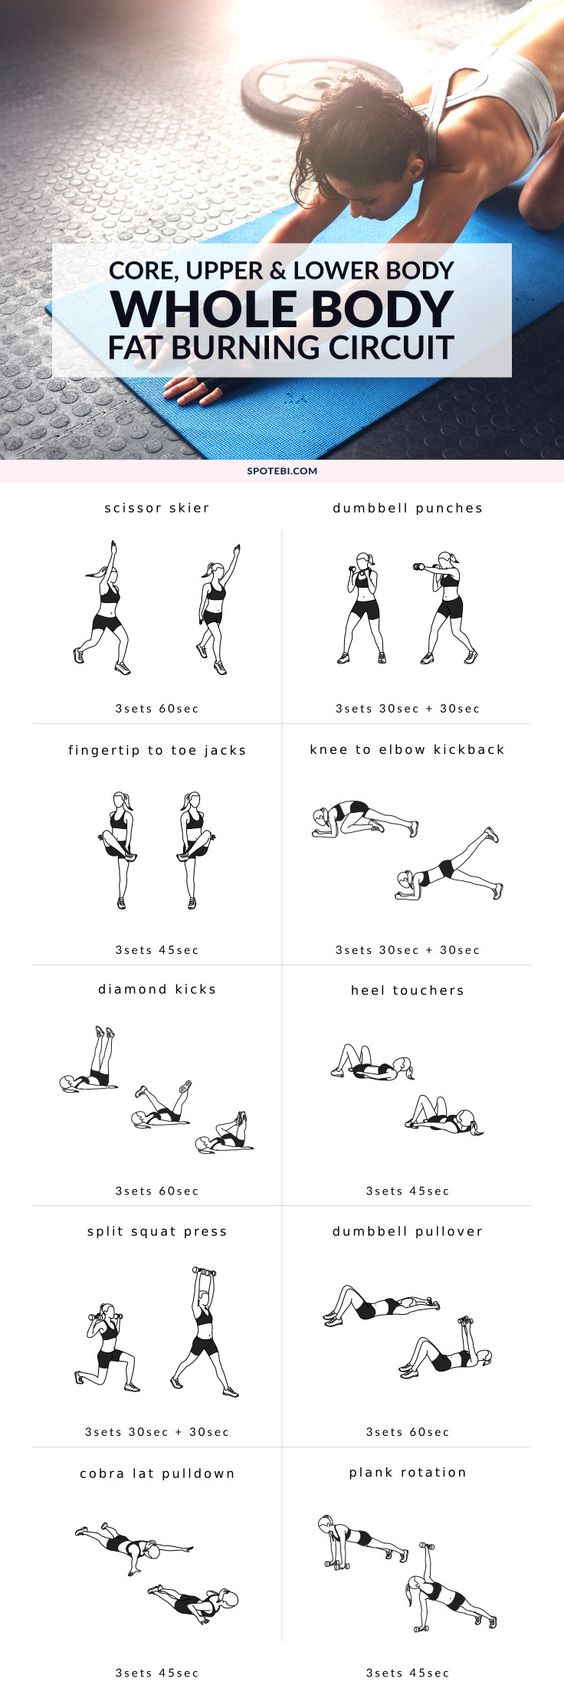 CORE, UPPER & LOWER BODY
WHOLE BODY
FAT BURNING CIRCUIT
SPOTEBI.COM
scissor skier
3sets 60sec
dumbbell punches
3sets 30sec + 30sec
fingertip to toe jacks
3sets 45sec
knee to elbow kickback
3sets 30sec + 30sec
diamond kicks
3sets 60sec
heel touchers
3sets 45sec
split squat press
3sets 30sec + 30sec
dumbbell pullover
3sets 60sec
cobra lat pulldown
3sets 45sec
plank rotation
3sets 45sec